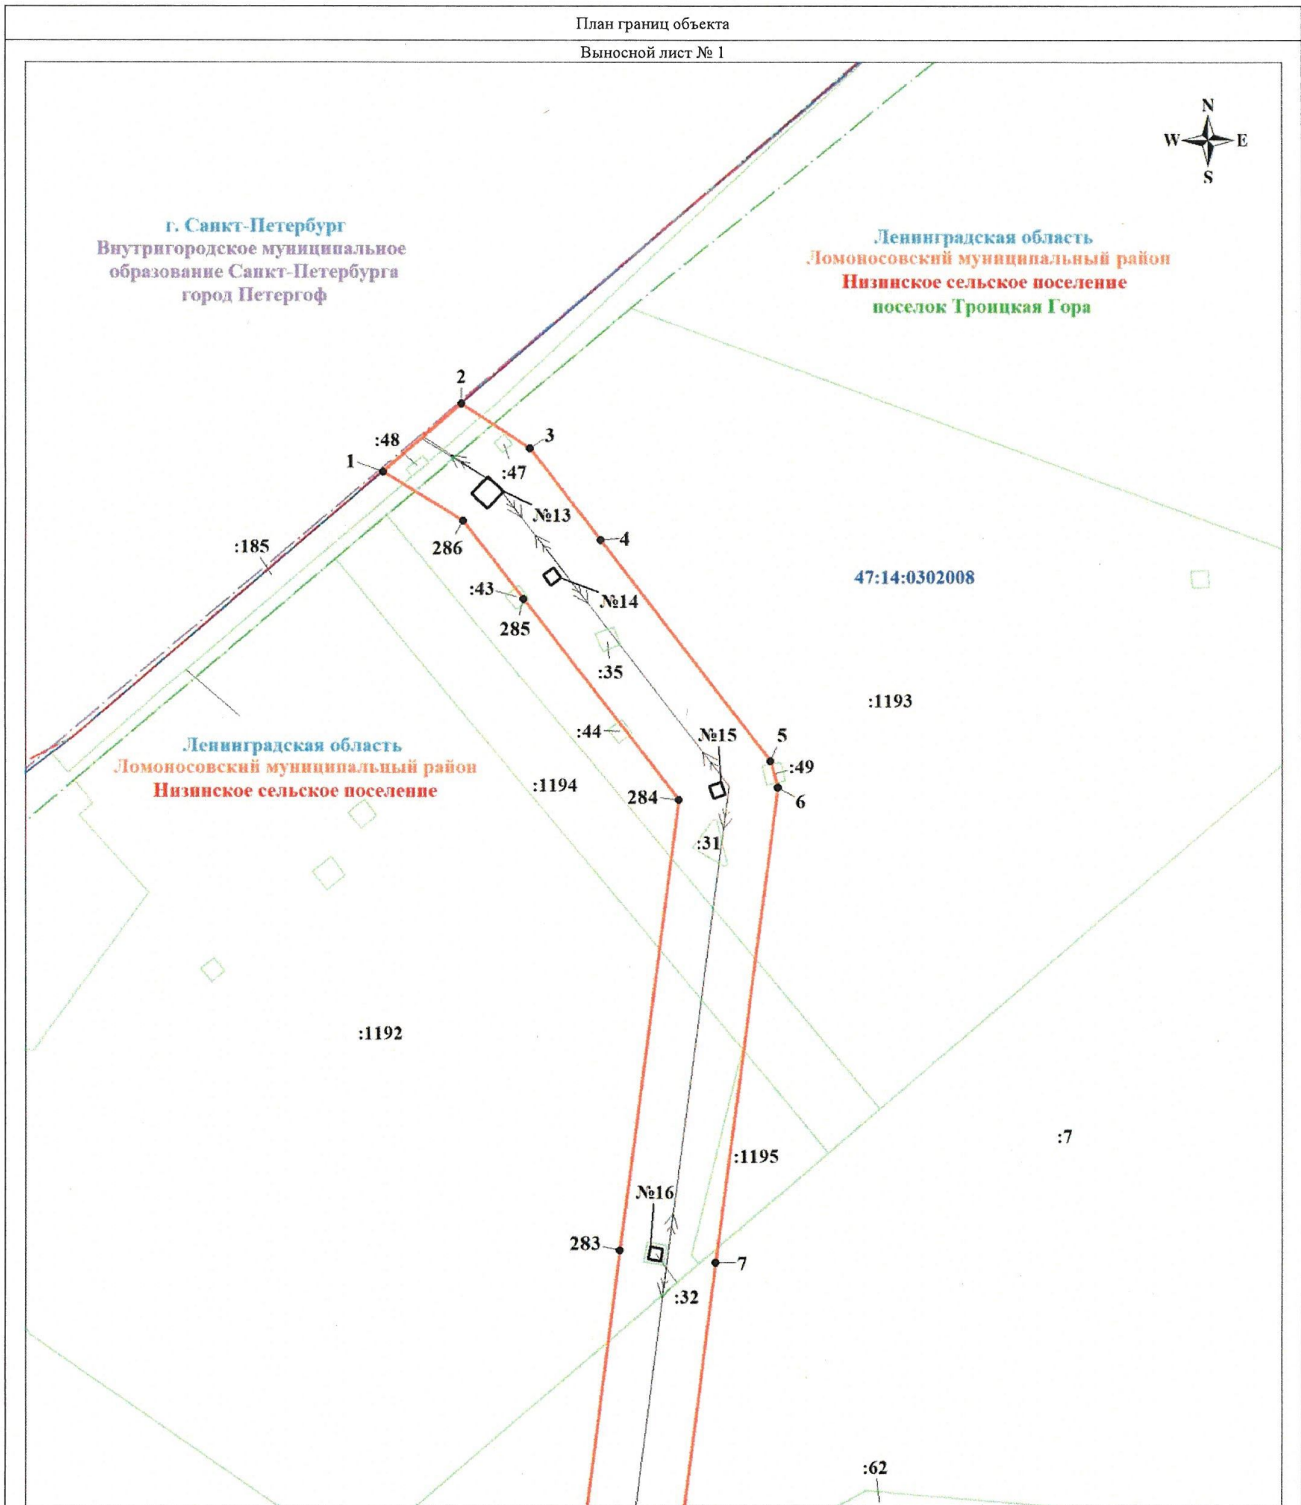 План границ объекта
Выносной лист № 1
N
W E
S
г. Санкт-Петербург
Внутригородское муниципальное
образование Санкт-Петербурга
город Петергоф
Ленинградская область
Ломоносовский муниципальный район
Низинское сельское поселение
поселок Троицкая Гора
2
:48
3
1
:47
№13
286
4
:185
47:14:0302008
:43
№14
285
:35
:1193
:44
№15
5
Ленинградская область
Ломоносовский муниципальный район
Низинское сельское поселение
:49
:1194
284
6
:31
:1192
:7
:1195
№16
283
7
:32
:62